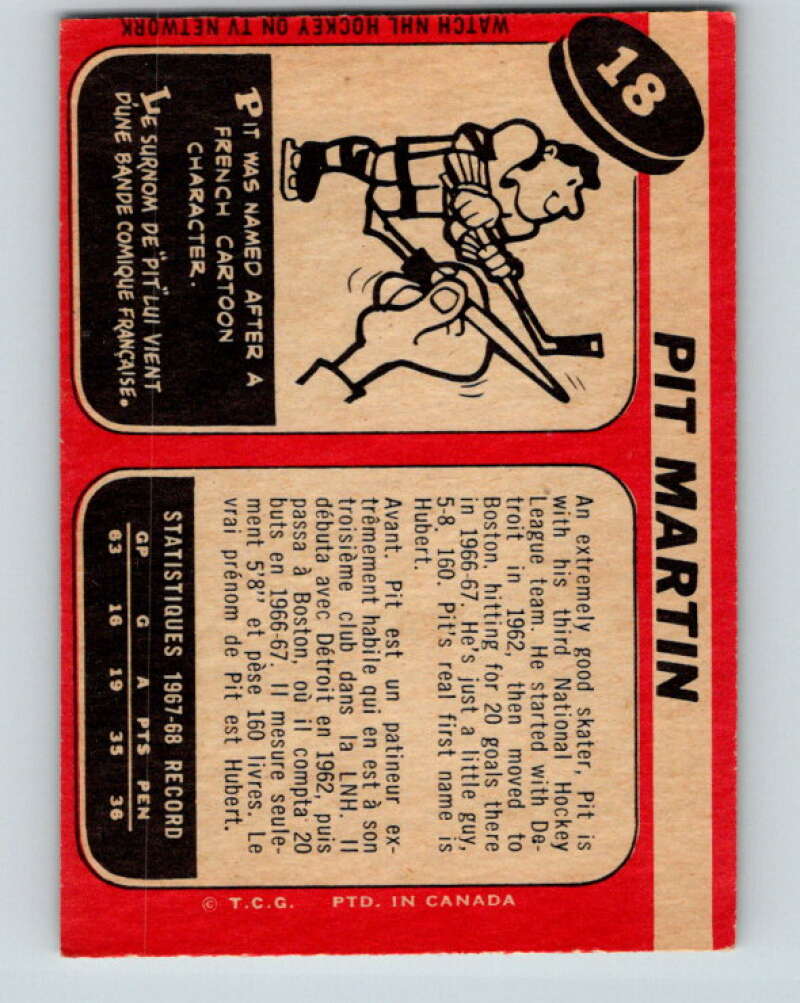 18
PIT MARTIN
WATCH NHL HOCKEY ON TV NETWORK
PIT WAS NAMED AFTER A
FRENCH CARTOON
CHARACTER.
LE SURNOM DE "PIT" LUI VIENT
D'UNE BANDE COMIQUE FRANÇAISE.
An extremely good skater, Pit is
with his third National Hockey
League team. He started with De-
troit in 1962, then moved to
Boston, hitting for 20 goals there
in 1966-67. He's just a little guy,
5-8, 160. Pit's real first name is
Hubert.
Avant. Pit est un patineur ex-
trêmement habile qui en est à son
troisième club dans la LNH. Il
débuta avec Détroit en 1962, puis
passa à Boston, où il compta 20
buts en 1966-67. Il mesure seule-
ment 5'8" et pèse 160 livres. Le
vrai prénom de Pit est Hubert.
STATISTIQUES 1967-68 RECORD
GP G A PTS PEN
63 16 19 35 36
© T.C.G. PTD. IN CANADA